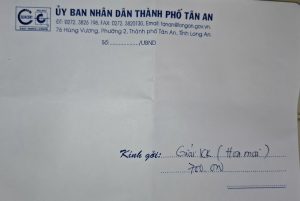 ỦY BAN NHÂN DÂN THÀNH PHỐ TÂN AN
ĐT: 0272. 3826 198, FAX: 0272. 3820130, Email: tanan@longan.gov.vn,
76 Hùng Vương, Phường 2, Thành phố Tân An, Tỉnh Long An
Số:................/UBND
Kính gởi: Giải KK ( Hoa mai )
700.000